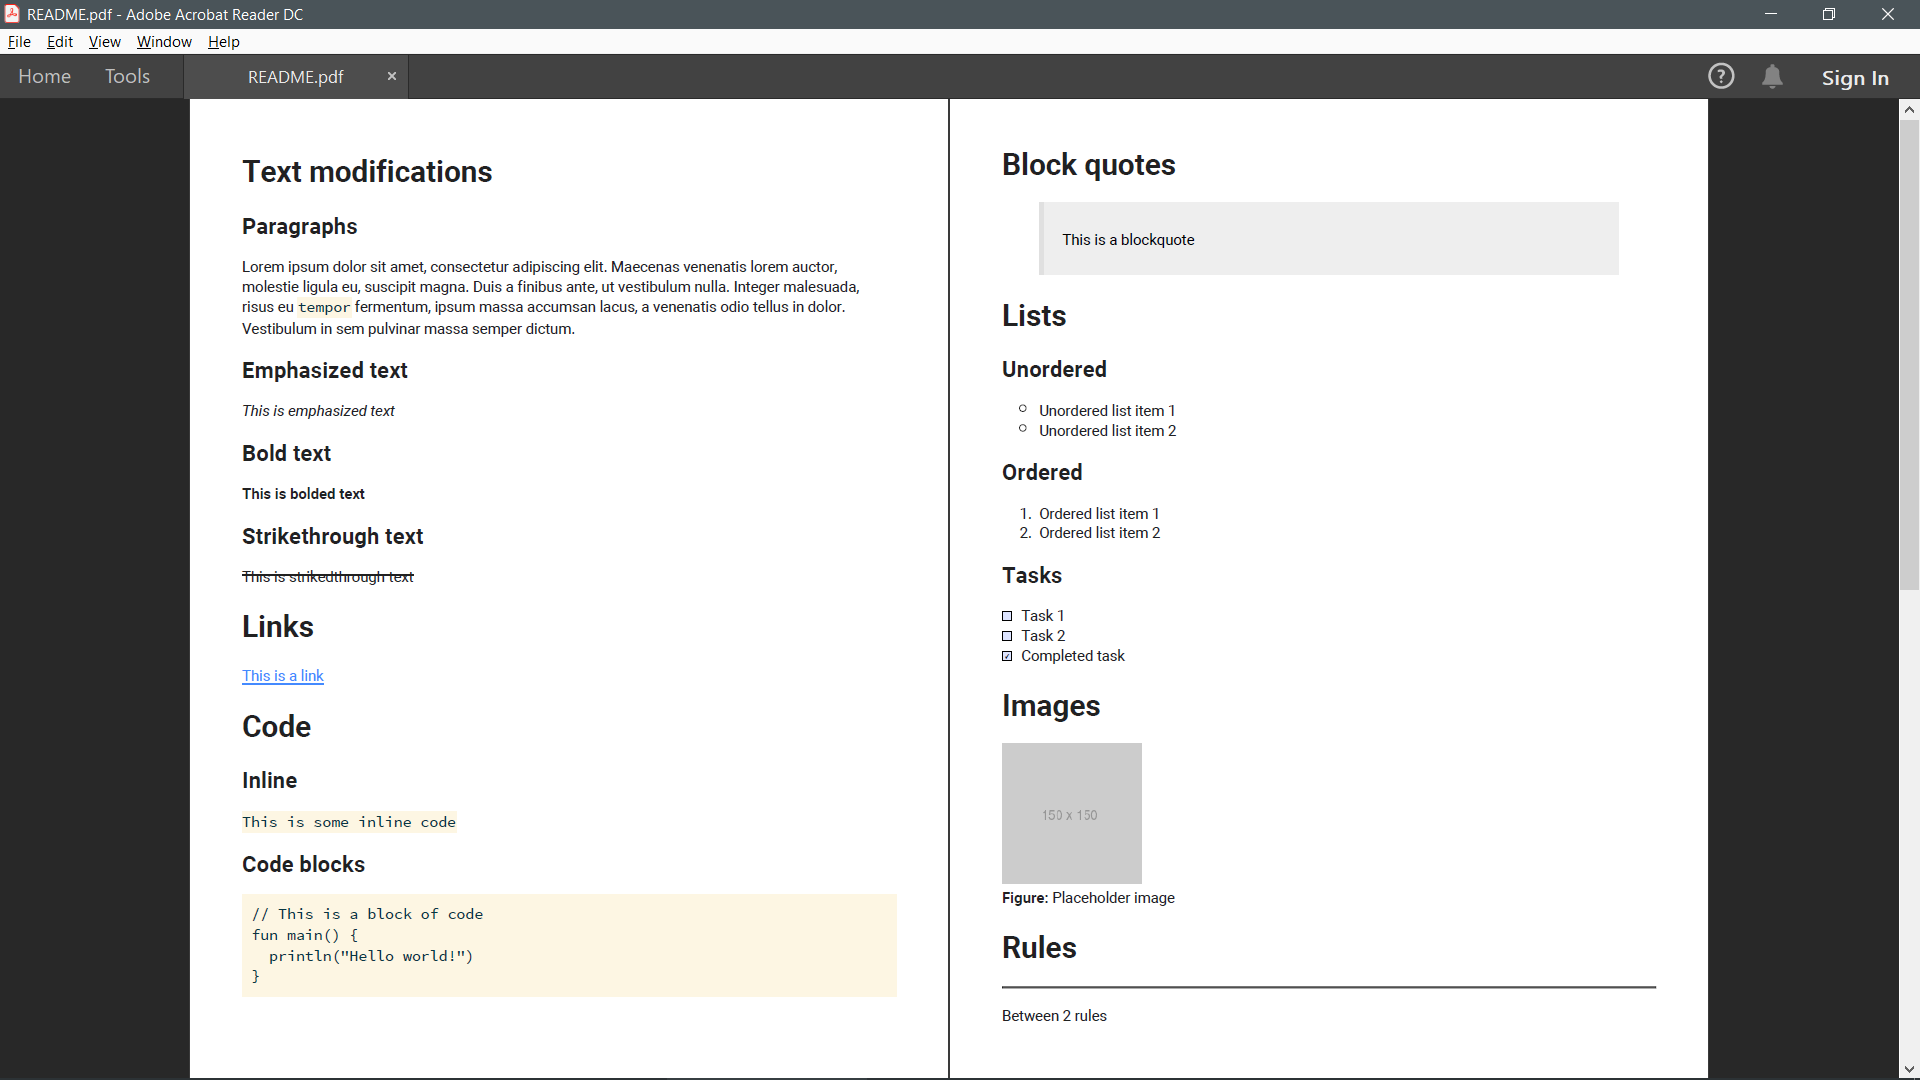 README.pdf - Adobe Acrobat Reader DC
File Edit View Window Help
Home Tools README.pdf × ? Sign In
Text modifications
Paragraphs
Lorem ipsum dolor sit amet, consectetur adipiscing elit. Maecenas venenatis lorem auctor,
molestie ligula eu, suscipit magna. Duis a finibus ante, ut vestibulum nulla. Integer malesuada,
risus eu tempor fermentum, ipsum massa accumsan lacus, a venenatis odio tellus in dolor.
Vestibulum in sem pulvinar massa semper dictum.
Emphasized text
This is emphasized text
Bold text
This is bolded text
Strikethrough text
This is strikedthrough text
Links
This is a link
Code
Inline
This is some inline code
Code blocks
// This is a block of code
fun main() {
  println("Hello world!")
}
Block quotes
This is a blockquote
Lists
Unordered
Unordered list item 1
Unordered list item 2
Ordered
1. Ordered list item 1
2. Ordered list item 2
Tasks
Task 1
Task 2
Completed task
Images
150 x 150
Figure: Placeholder image
Rules
Between 2 rules